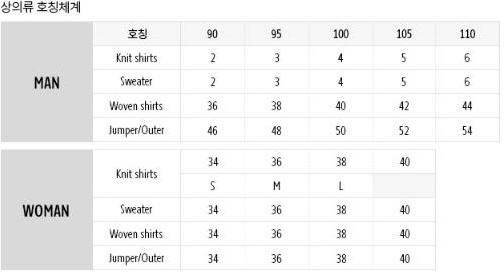 상의류 호칭체계
호칭 90 95 100 105 110
MAN
Knit shirts 2 3 4 5 6
Sweater 2 3 4 5 6
Woven shirts 36 38 40 42 44
Jumper/Outer 46 48 50 52 54
WOMAN
Knit shirts 34 36 38 40
S M L
Sweater 34 36 38 40
Woven shirts 34 36 38 40
Jumper/Outer 34 36 38 40